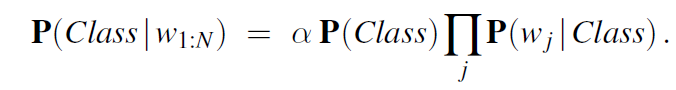 P(Class | w1:N) = α P(Class) ∏j P(wj | Class) .